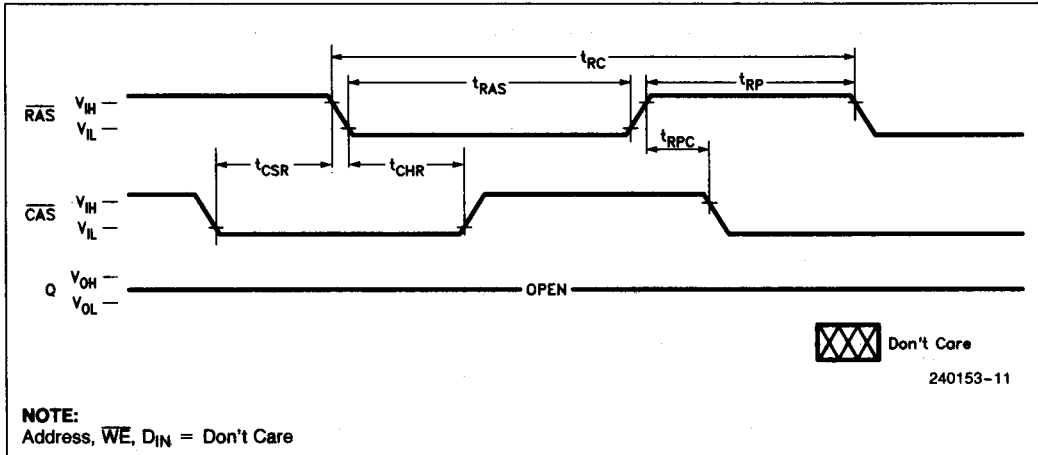 tRC
tRAS
tRP
RAS VIH
VIL
tCSR
tCHR
tRPC
CAS VIH
VIL
Q VOH
VOL
OPEN
Don't Care
240153-11
NOTE:
Address, WE, DIN = Don't Care